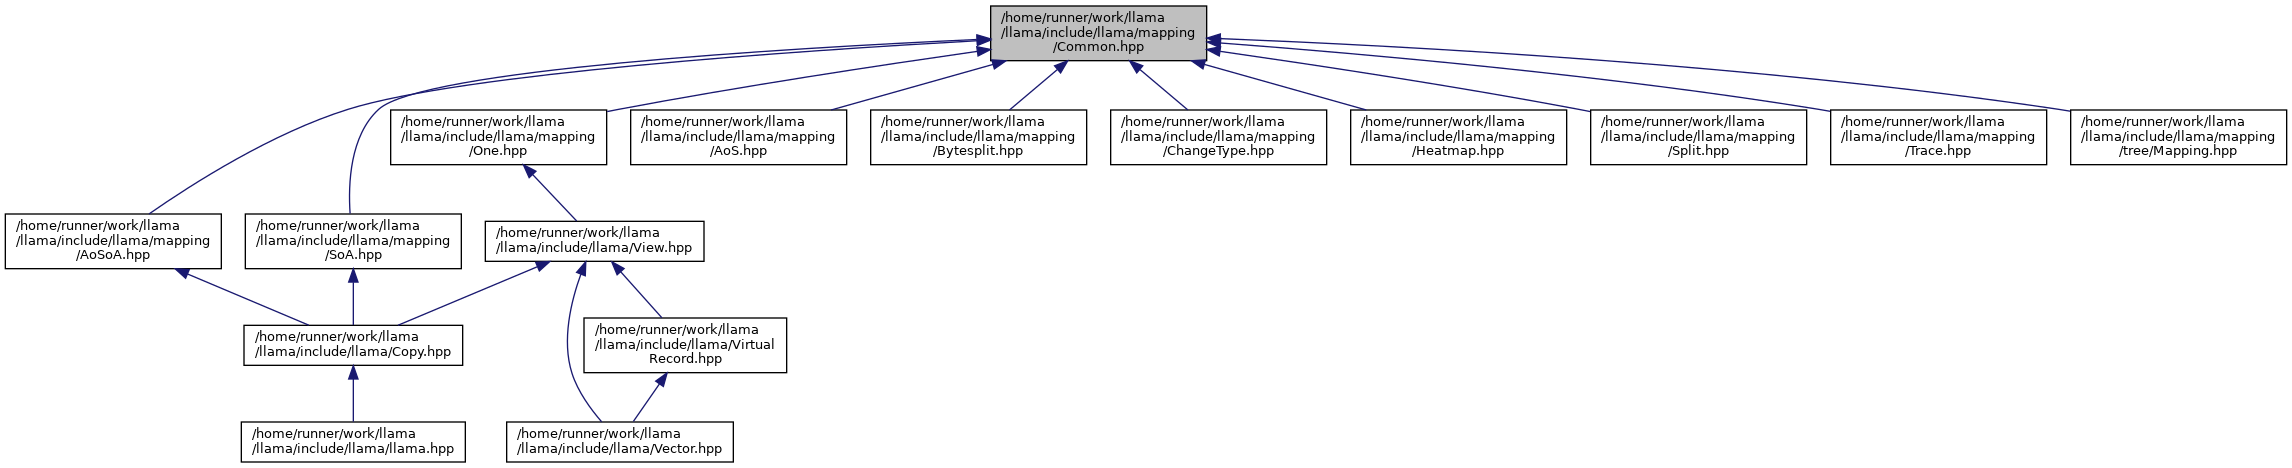 /home/runner/work/llama
/llama/include/llama/mapping
/Common.hpp
/home/runner/work/llama
/llama/include/llama/mapping
/One.hpp
/home/runner/work/llama
/llama/include/llama/mapping
/AoS.hpp
/home/runner/work/llama
/llama/include/llama/mapping
/Bytesplit.hpp
/home/runner/work/llama
/llama/include/llama/mapping
/ChangeType.hpp
/home/runner/work/llama
/llama/include/llama/mapping
/Heatmap.hpp
/home/runner/work/llama
/llama/include/llama/mapping
/Split.hpp
/home/runner/work/llama
/llama/include/llama/mapping
/Trace.hpp
/home/runner/work/llama
/llama/include/llama/mapping
/tree/Mapping.hpp
/home/runner/work/llama
/llama/include/llama/mapping
/AoSoA.hpp
/home/runner/work/llama
/llama/include/llama/mapping
/SoA.hpp
/home/runner/work/llama
/llama/include/llama/View.hpp
/home/runner/work/llama
/llama/include/llama/Copy.hpp
/home/runner/work/llama
/llama/include/llama/Virtual
Record.hpp
/home/runner/work/llama
/llama/include/llama/llama.hpp
/home/runner/work/llama
/llama/include/llama/Vector.hpp